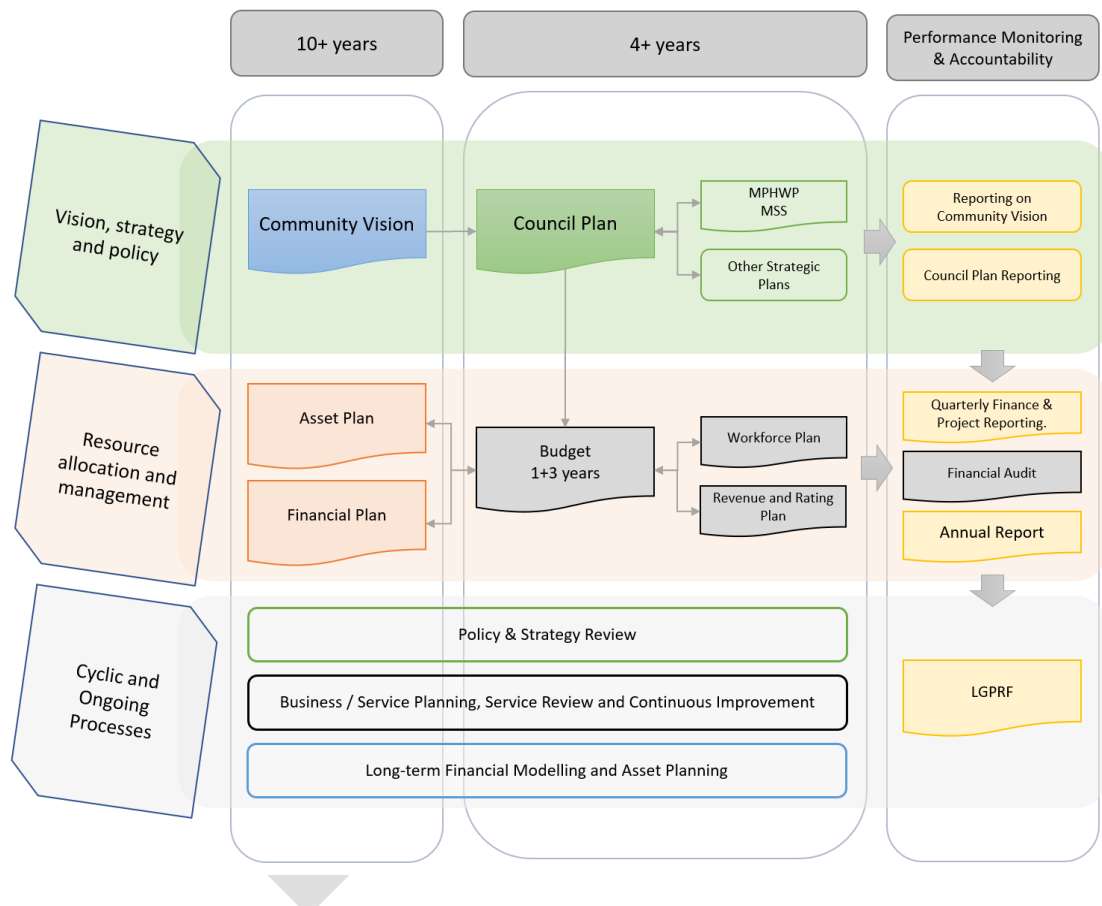 10+ years
4+ years
Performance Monitoring
& Accountability
Vision, strategy
and policy
Community Vision
Council Plan
MPHWP
MSS
Other Strategic
Plans
Reporting on
Community Vision
Council Plan Reporting
Resource
allocation and
management
Asset Plan
Financial Plan
Budget
1+3 years
Workforce Plan
Revenue and Rating
Plan
Quarterly Finance &
Project Reporting.
Financial Audit
Annual Report
Cyclic and
Ongoing
Processes
Policy & Strategy Review
Business / Service Planning, Service Review and Continuous Improvement
Long-term Financial Modelling and Asset Planning
LGPRF